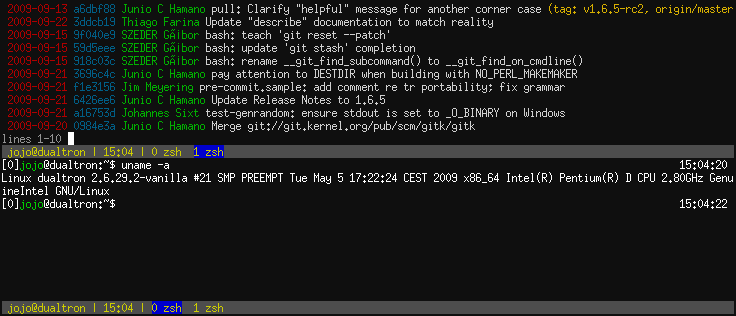 2009-09-13 a6dbf88 Junio C Hamano pull: Clarify "helpful" message for another corner case (tag: v1.6.5-rc2, origin/master
2009-09-22 3ddcb19 Thiago Farina Update "describe" documentation to match reality
2009-09-15 9f040e9 SZEDER Gábor bash: teach 'git reset --patch'
2009-09-15 59d5eee SZEDER Gábor bash: update 'git stash' completion
2009-09-15 918c03c SZEDER Gábor bash: rename __git_find_subcommand() to __git_find_on_cmdline()
2009-09-21 3696c4c Junio C Hamano pay attention to DESTDIR when building with NO_PERL_MAKEMAKER
2009-09-21 f1e3156 Jim Meyering pre-commit.sample: add comment re tr portability; fix grammar
2009-09-21 6426ee6 Junio C Hamano Update Release Notes to 1.6.5
2009-09-21 a16753d Johannes Sixt test-genrandom: ensure stdout is set to _O_BINARY on Windows
2009-09-20 0984e3a Junio C Hamano Merge git://git.kernel.org/pub/scm/gitk/gitk
lines 1-10
jojo@dualtron | 15:04 | 0 zsh 1 zsh
[0]jojo@dualtron:~$ uname -a 15:04:20
Linux dualtron 2.6.29.2-vanilla #21 SMP PREEMPT Tue May 5 17:22:24 CEST 2009 x86_64 Intel(R) Pentium(R) D CPU 2.80GHz Genu
ineIntel GNU/Linux
[0]jojo@dualtron:~$ 15:04:22
jojo@dualtron | 15:04 | 0 zsh 1 zsh